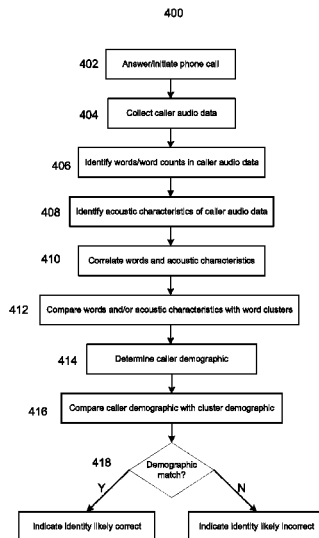 400
402 Answer/initiate phone call
404 Collect caller audio data
406 Identify words/word counts in caller audio data
408 Identify acoustic characteristics of caller audio data
410 Correlate words and acoustic characteristics
412 Compare words and/or acoustic characteristics with word clusters
414 Determine caller demographic
416 Compare caller demographic with cluster demographic
418 Demographic
match?
Y N
Indicate identity likely correct Indicate identity likely incorrect